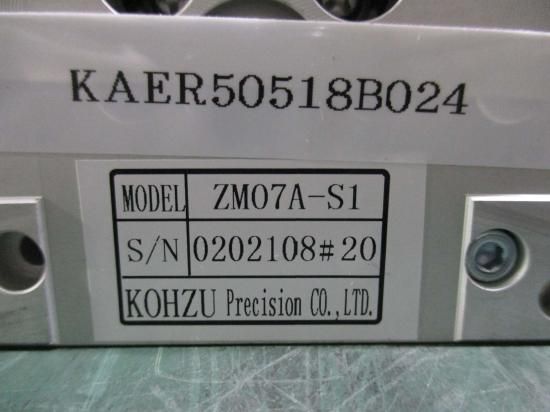 KAER50518B024
MODEL ZM07A-S1
S/N 0202108#20
KOHZU Precision CO.,LTD.